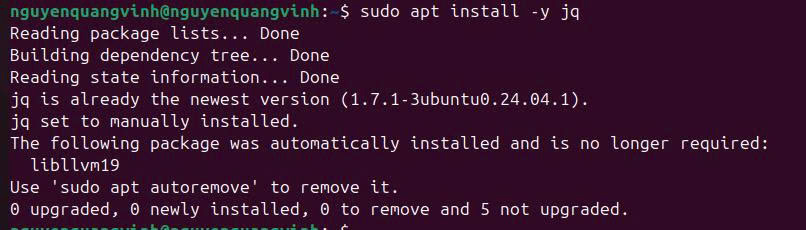 nguyenquangvinh@nguyenquangvinh:~$ sudo apt install -y jq
Reading package lists... Done
Building dependency tree... Done
Reading state information... Done
jq is already the newest version (1.7.1-3ubuntu0.24.04.1).
jq set to manually installed.
The following package was automatically installed and is no longer required:
  libllvm19
Use 'sudo apt autoremove' to remove it.
0 upgraded, 0 newly installed, 0 to remove and 5 not upgraded.